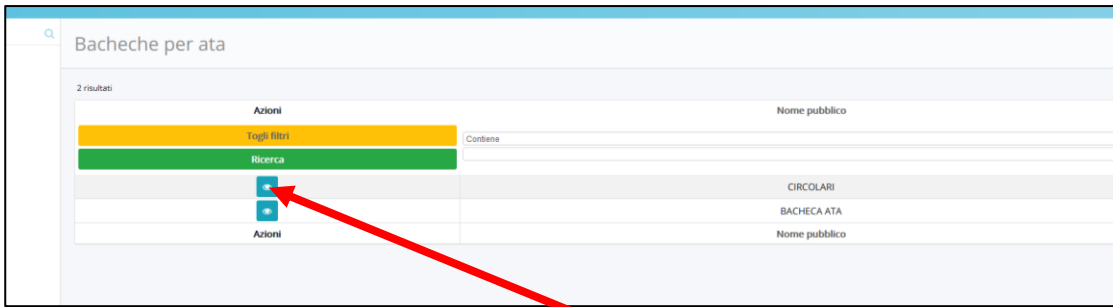 Bacheche per ata
2 risultati
Azioni Nome pubblico
Togli filtri Contiene
Ricerca
CIRCOLARI
BACHECA ATA
Azioni Nome pubblico